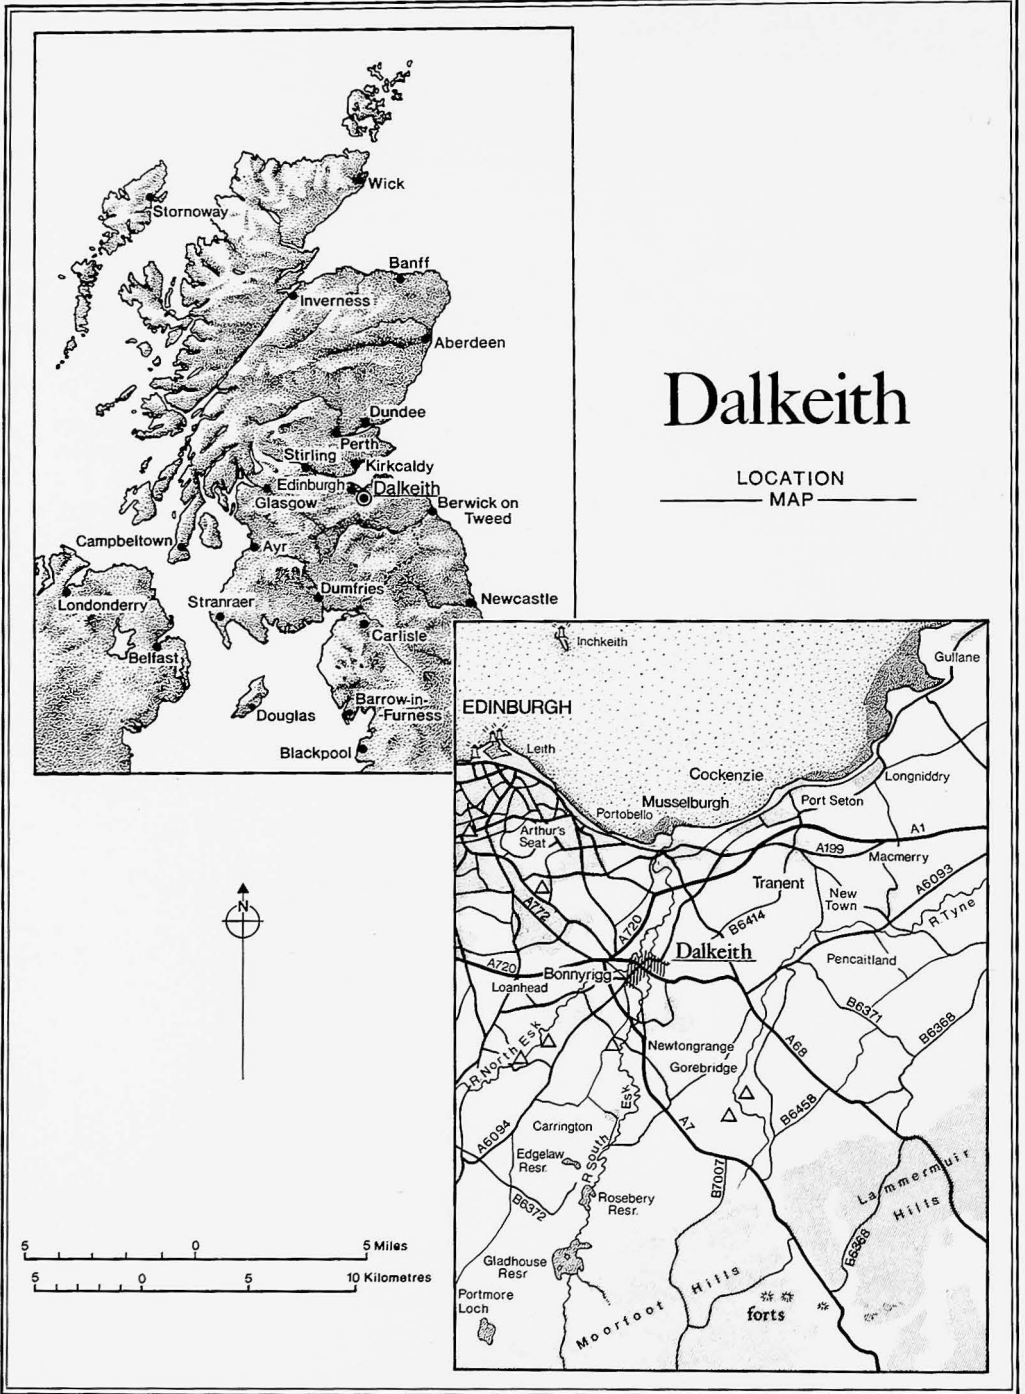 Wick
Stornoway
Banff
Inverness
Aberdeen
Dundee
Perth
Stirling
Kirkcaldy
Edinburgh
Dalkeith
Glasgow
Berwick on
Tweed
Campbeltown
Ayr
Dumfries
Newcastle
Londonderry
Stranraer
Carlisle
Belfast
Barrow-in-
-Furness
Douglas
Blackpool
Dalkeith
LOCATION
MAP
N
5 0 5 Miles
5 0 5 10 Kilometres
Inchkeith
Gullane
EDINBURGH
Leith
Cockenzie
Longniddry
Musselburgh
Port Seton
Portobello
Arthur's
Seat
A1
A199
Macmerry
Tranent
A6093
New
Town
A772
R. Tyne
A720
B6414
Dalkeith
Pencaitland
A720
Bonnyrigg
Loanhead
B6371
B6368
R North Esk
A68
Newtongrange
Gorebridge
B6458
A7
A6094
Carrington
R South Esk
Edgelaw
Resr.
B7007
Lammermuir
Hills
B6372
Rosebery
Resr.
B6368
Gladhouse
Resr
Moorfoot Hills
Portmore
Loch
forts